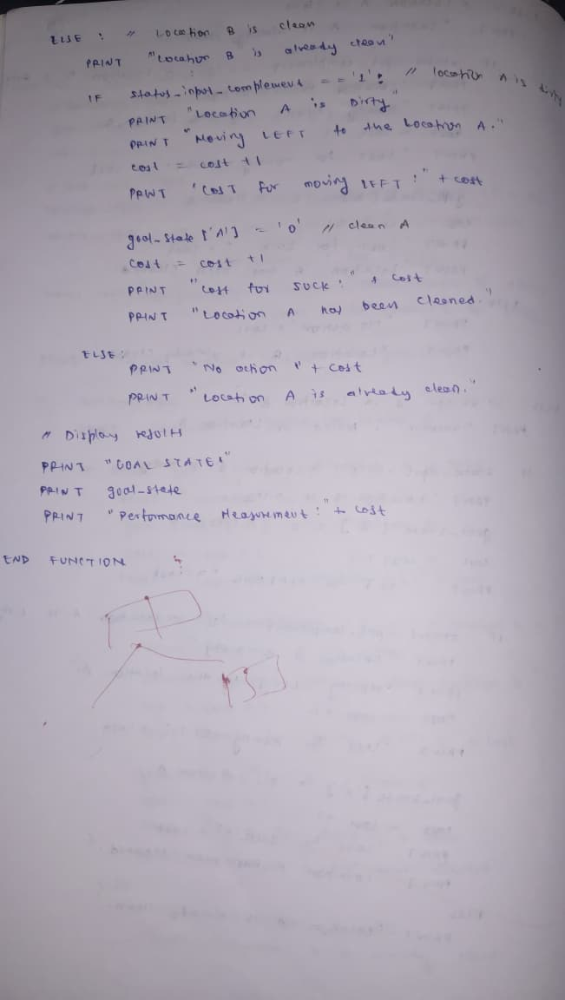 ELSE : // Location B is clean
PRINT "Location B is already clean"
IF status_input_complement == '1': // location A is dirty
PRINT "Location A is Dirty"
PRINT "Moving LEFT to the Location A."
cost = cost +1
PRINT "COST for moving LEFT:" + cost
goal_state ['A'] = '0' // clean A
cost = cost +1
PRINT "Cost for SUCK:" + cost
PRINT "Location A has been cleaned."
ELSE:
PRINT "No action" + cost
PRINT "Location A is already clean."
// Display results
PRINT "GOAL STATE:"
PRINT goal_state
PRINT "Performance Measurement:" + cost
END FUNCTION